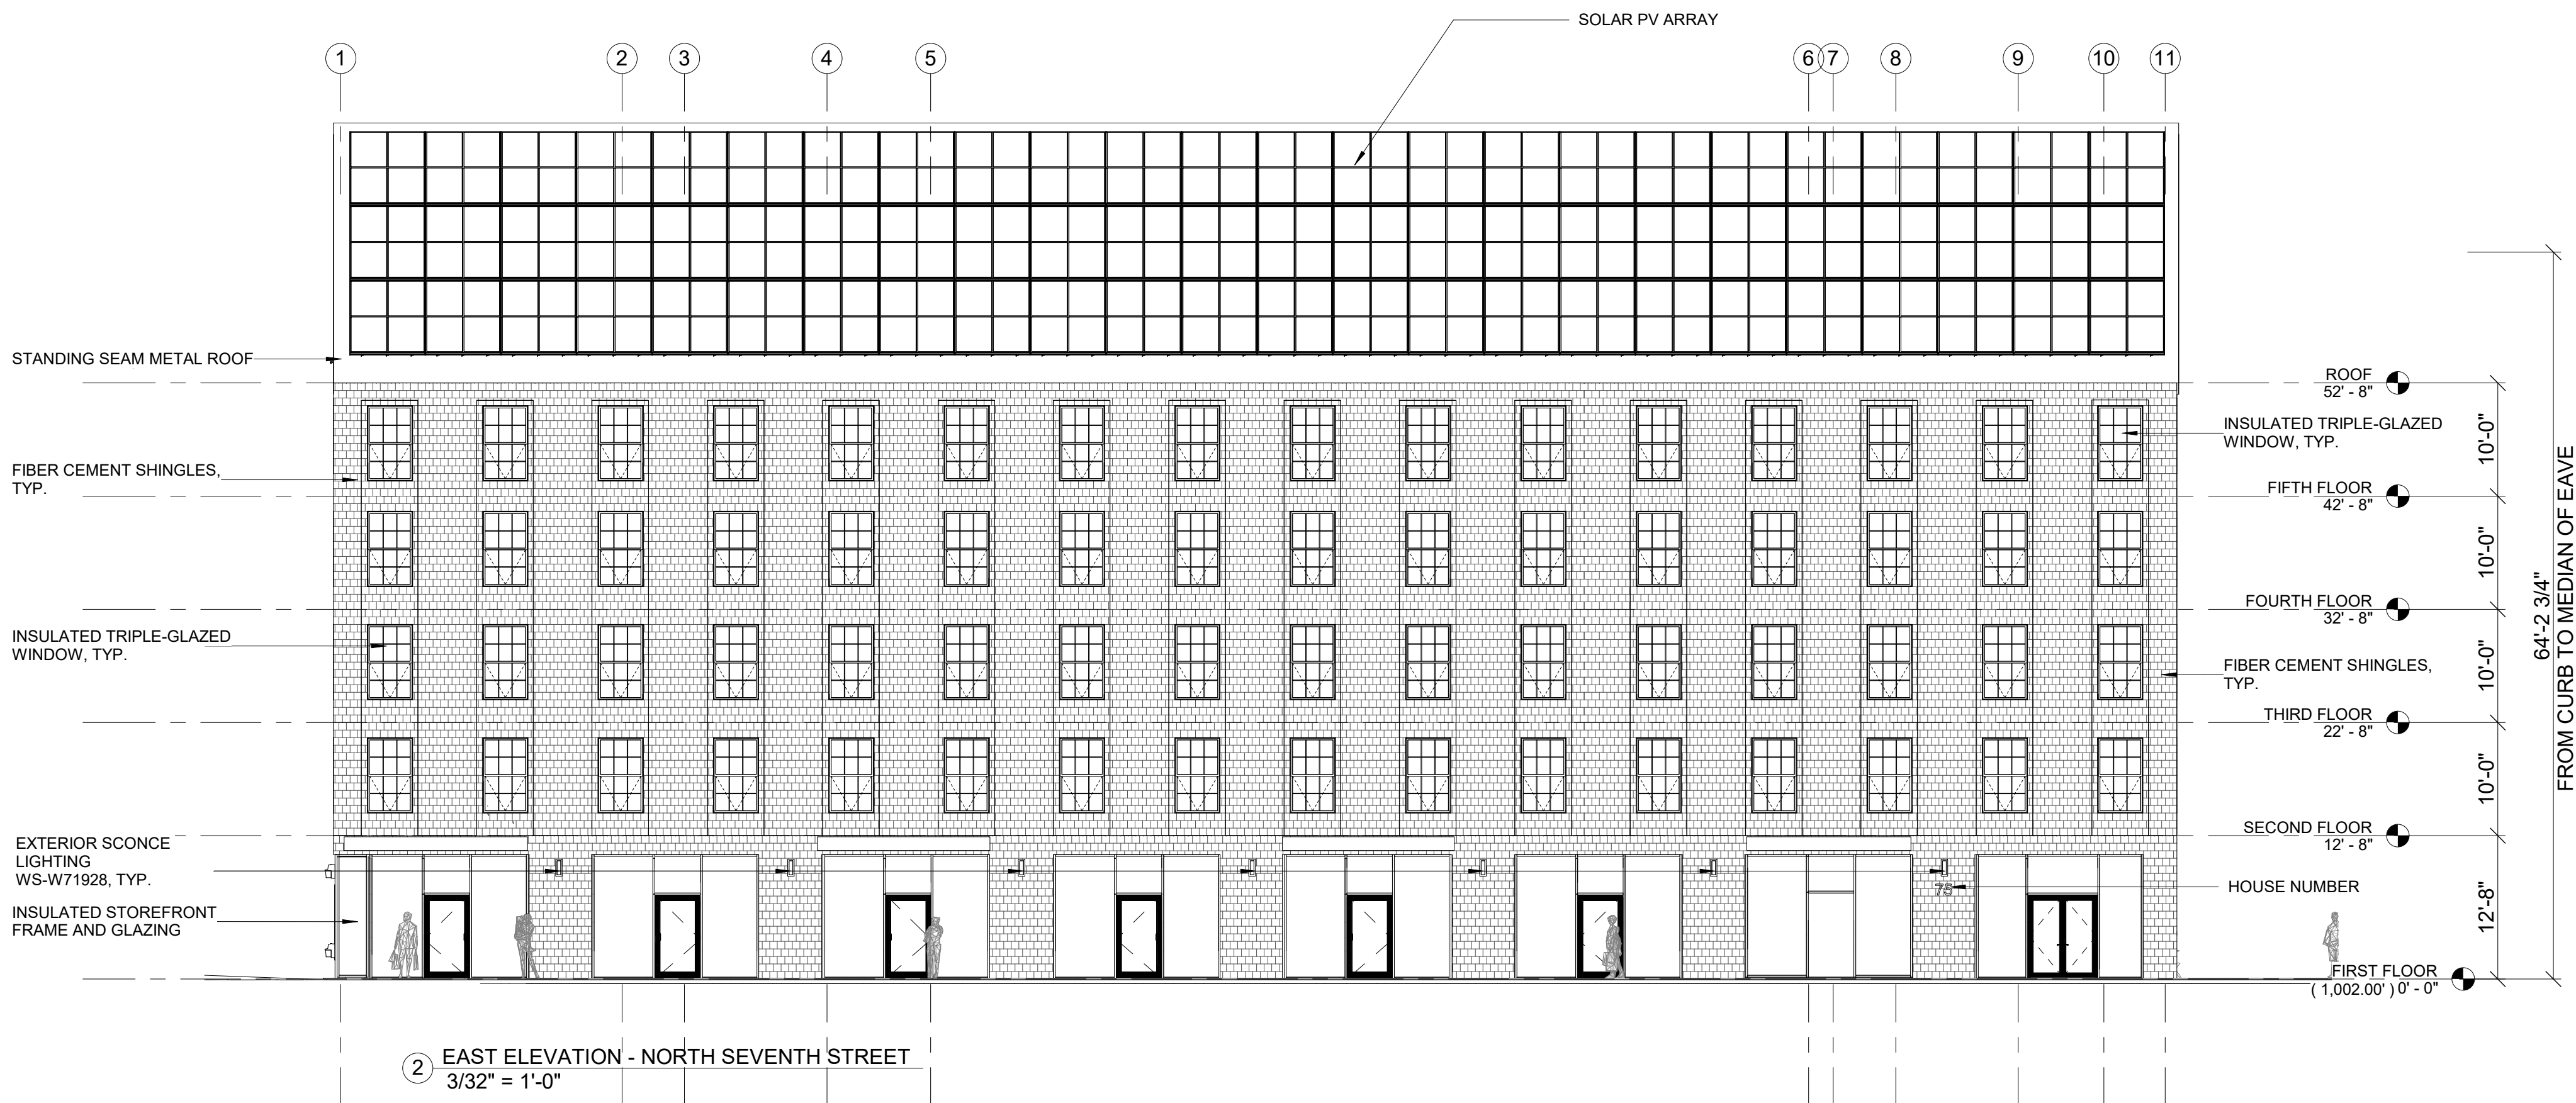 SOLAR PV ARRAY
1 2 3 4 5 6 7 8 9 10 11
STANDING SEAM METAL ROOF
ROOF
52' - 8"
INSULATED TRIPLE-GLAZED
WINDOW, TYP.
10'-0"
FIBER CEMENT SHINGLES,
TYP.
FIFTH FLOOR
42' - 8"
10'-0"
FOURTH FLOOR
32' - 8"
64'-2 3/4"
FROM CURB TO MEDIAN OF EAVE
INSULATED TRIPLE-GLAZED
WINDOW, TYP.
10'-0"
FIBER CEMENT SHINGLES,
TYP.
THIRD FLOOR
22' - 8"
10'-0"
SECOND FLOOR
12' - 8"
EXTERIOR SCONCE
LIGHTING
WS-W71928, TYP.
75
HOUSE NUMBER
12'-8"
INSULATED STOREFRONT
FRAME AND GLAZING
FIRST FLOOR
( 1,002.00' ) 0' - 0"
2 EAST ELEVATION - NORTH SEVENTH STREET
3/32" = 1'-0"